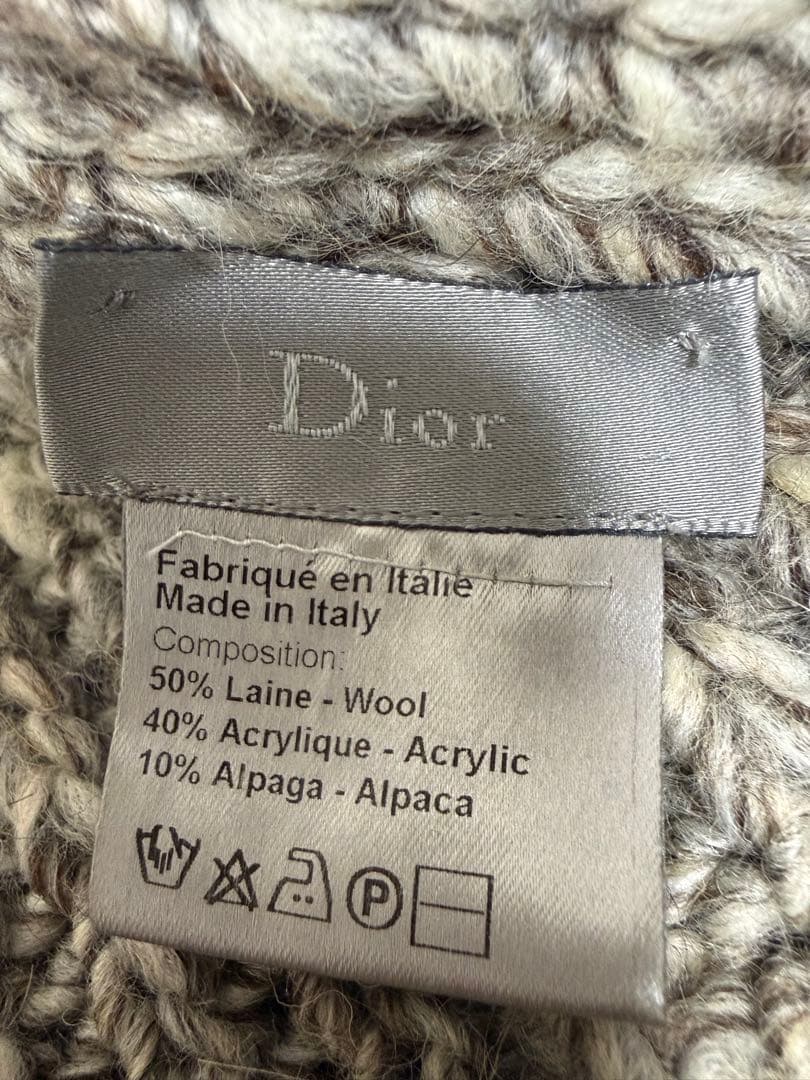 Dior
Fabriqué en Italie
Made in Italy
Composition:
50% Laine - Wool
40% Acrylique - Acrylic
10% Alpaga - Alpaca
P